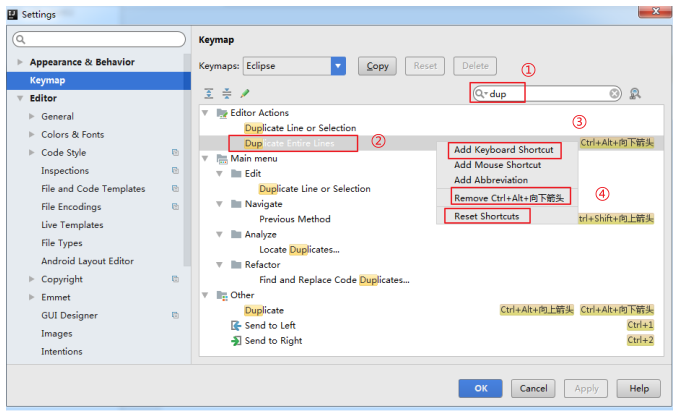 Settings
Keymap
Appearance & Behavior
Keymap
Editor
General
Colors & Fonts
Code Style
Inspections
File and Code Templates
File Encodings
Live Templates
File Types
Android Layout Editor
Copyright
Emmet
GUI Designer
Images
Intentions
Keymaps: Eclipse Copy Reset Delete
①
dup
Editor Actions
Duplicate Line or Selection
③
Duplicate Entire Lines ② Ctrl+Alt+向下箭头
Add Keyboard Shortcut
Add Mouse Shortcut
Add Abbreviation
④
Remove Ctrl+Alt+向下箭头
Reset Shortcuts
Main menu
Edit
Duplicate Line or Selection
Navigate
Previous Method trl+Shift+向上箭头
Analyze
Locate Duplicates...
Refactor
Find and Replace Code Duplicates...
Other
Duplicate Ctrl+Alt+向上箭头 Ctrl+Alt+向下箭头
Send to Left Ctrl+1
Send to Right Ctrl+2
OK Cancel Apply Help